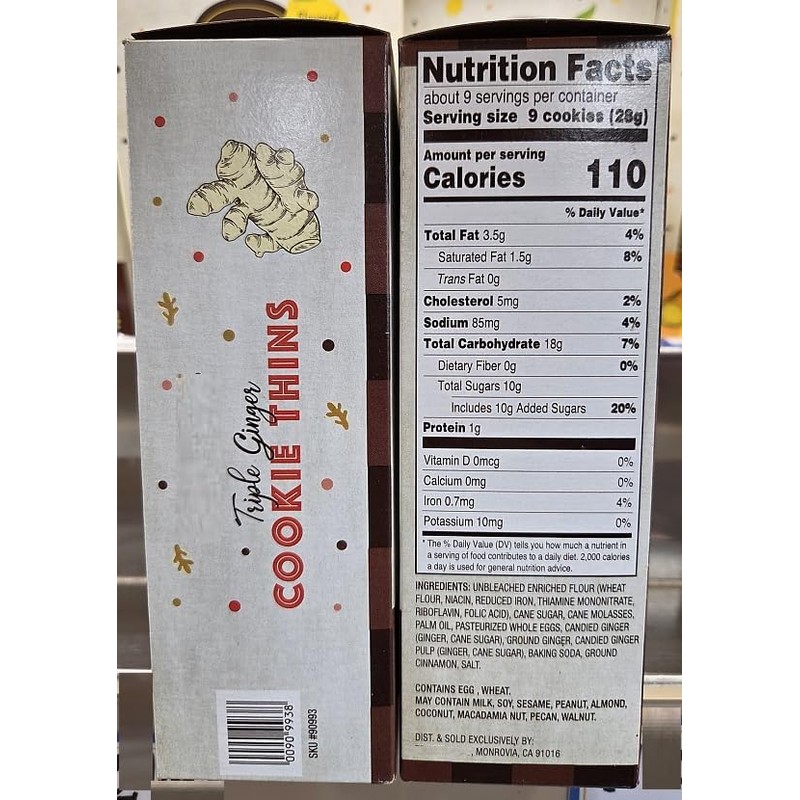 Triple Ginger
COOKIE THINS
0090 9938
SKU #90993
Nutrition Facts
about 9 servings per container
Serving size 9 cookies (28g)
Amount per serving
Calories 110
% Daily Value*
Total Fat 3.5g 4%
Saturated Fat 1.5g 8%
Trans Fat 0g
Cholesterol 5mg 2%
Sodium 85mg 4%
Total Carbohydrate 18g 7%
Dietary Fiber 0g 0%
Total Sugars 10g
Includes 10g Added Sugars 20%
Protein 1g
Vitamin D 0mcg 0%
Calcium 0mg 0%
Iron 0.7mg 4%
Potassium 10mg 0%
* The % Daily Value (DV) tells you how much a nutrient in
a serving of food contributes to a daily diet. 2,000 calories
a day is used for general nutrition advice.
INGREDIENTS: UNBLEACHED ENRICHED FLOUR (WHEAT
FLOUR, NIACIN, REDUCED IRON, THIAMINE MONONITRATE,
RIBOFLAVIN, FOLIC ACID), CANE SUGAR, CANE MOLASSES,
PALM OIL, PASTEURIZED WHOLE EGGS, CANDIED GINGER
(GINGER, CANE SUGAR), GROUND GINGER, CANDIED GINGER
PULP (GINGER, CANE SUGAR), BAKING SODA, GROUND
CINNAMON, SALT.
CONTAINS EGG , WHEAT.
MAY CONTAIN MILK, SOY, SESAME, PEANUT, ALMOND,
COCONUT, MACADAMIA NUT, PECAN, WALNUT.
DIST. & SOLD EXCLUSIVELY BY:
, MONROVIA, CA 91016